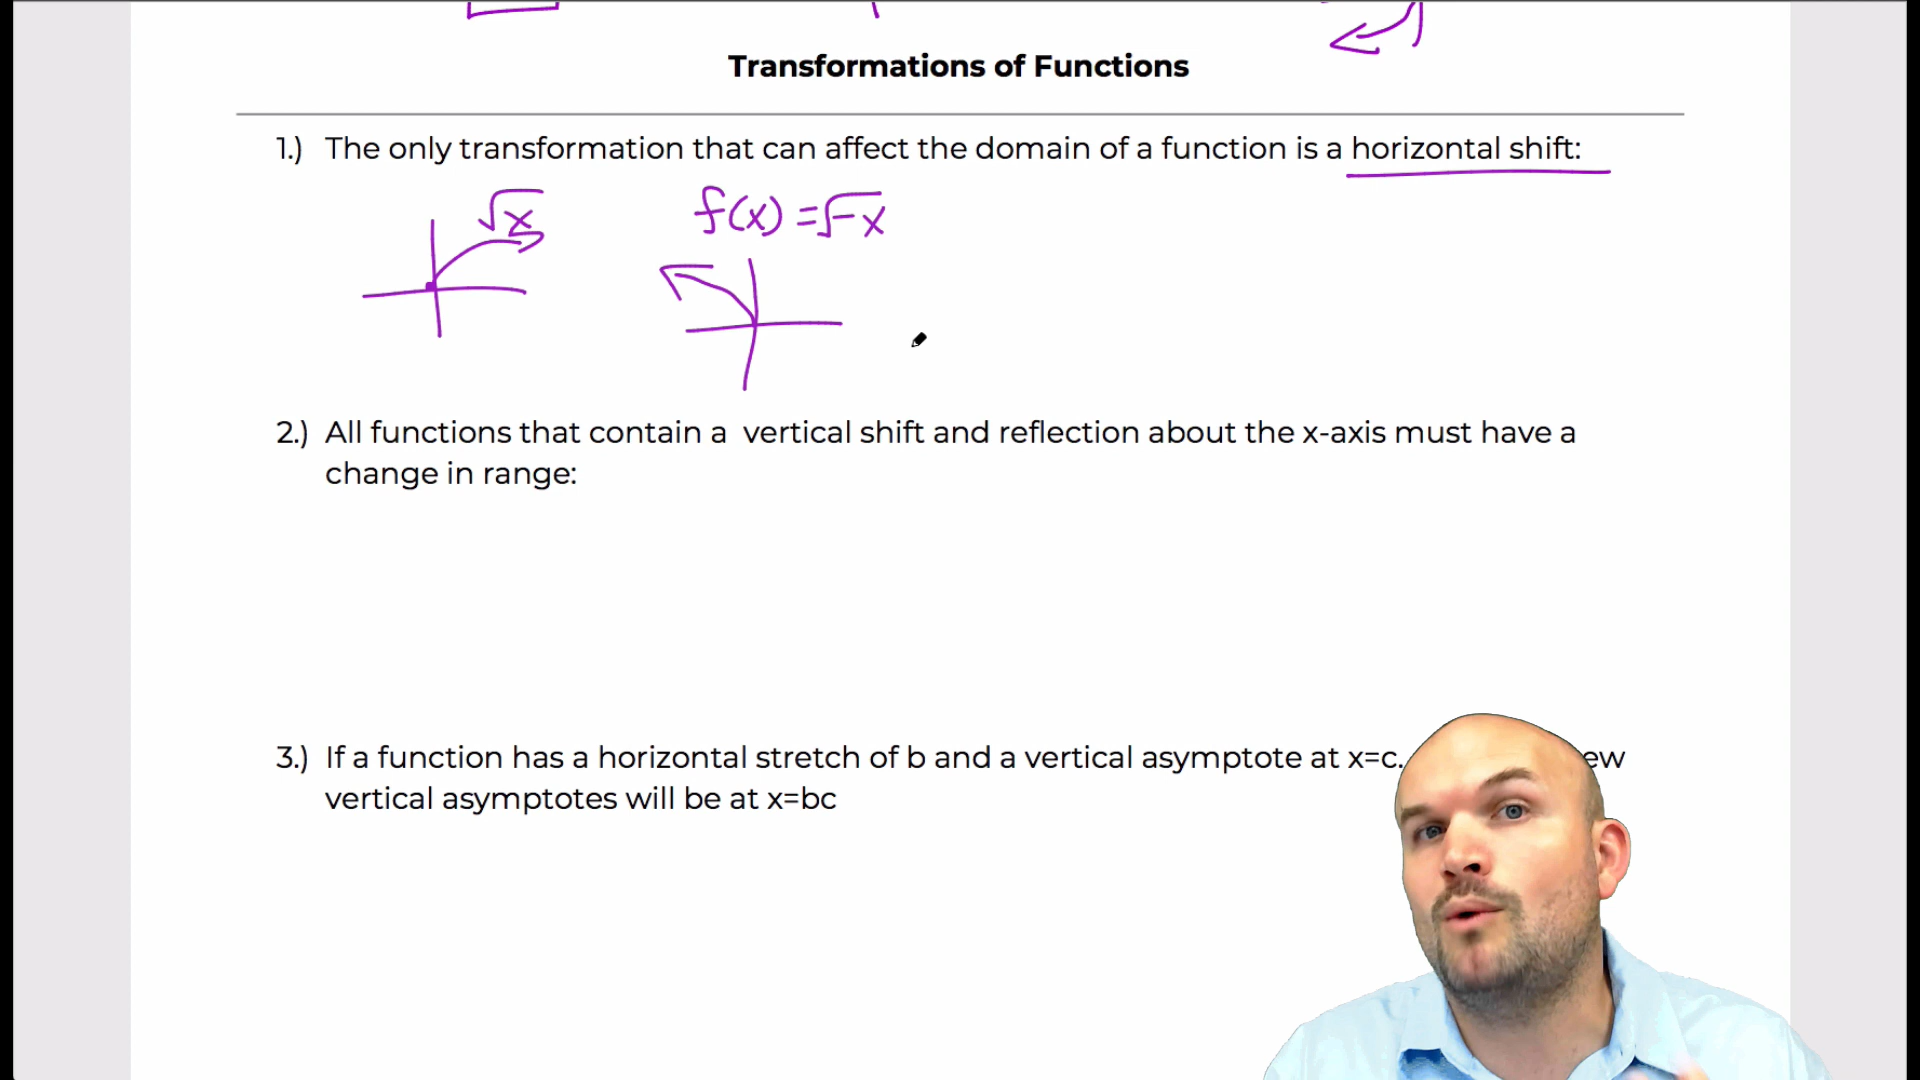 Transformations of Functions
1.) The only transformation that can affect the domain of a function is a horizontal shift:
√x
f(x) = √-x
2.) All functions that contain a vertical shift and reflection about the x-axis must have a
change in range:
3.) If a function has a horizontal stretch of b and a vertical asymptote at x=c.
vertical asymptotes will be at x=bc